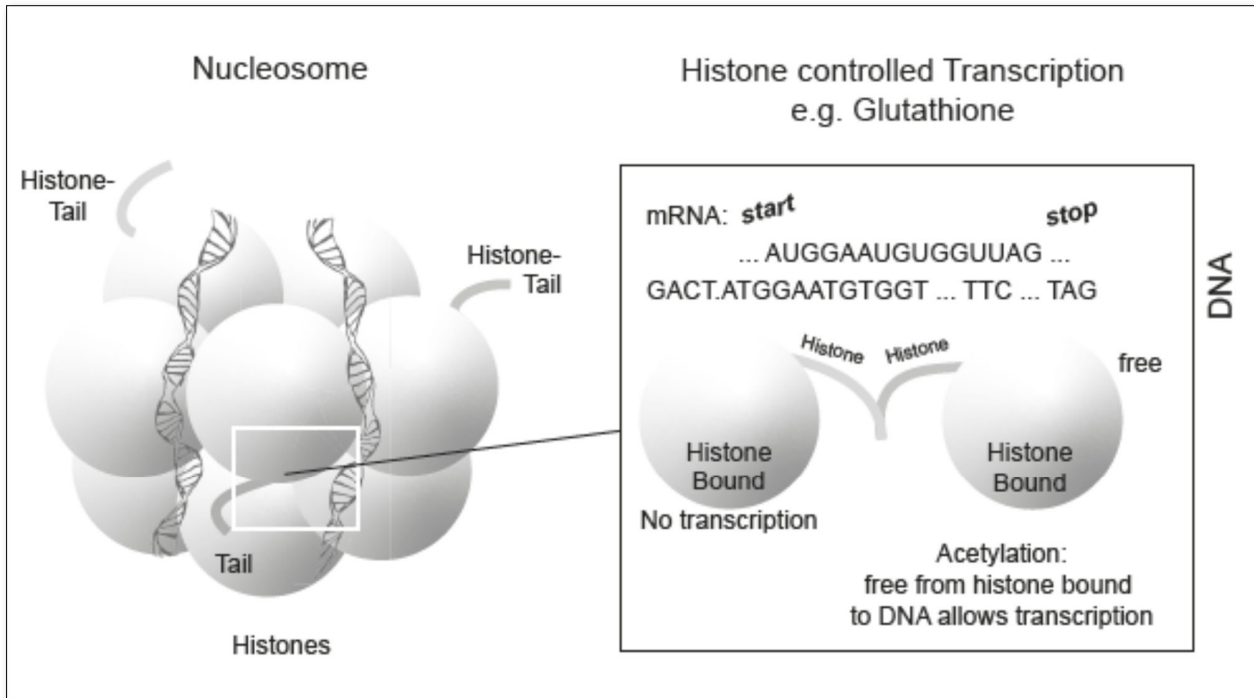 Nucleosome
Histone-
Tail
Histone-
Tail
Tail
Histones
Histone controlled Transcription
e.g. Glutathione
mRNA: start stop
... AUGGAAUGUGGUUAG ...
GACT.ATGGAATGTGGT ... TTC ... TAG
DNA
Histone Histone
free
Histone
Bound
Histone
Bound
No transcription
Acetylation:
free from histone bound
to DNA allows transcription